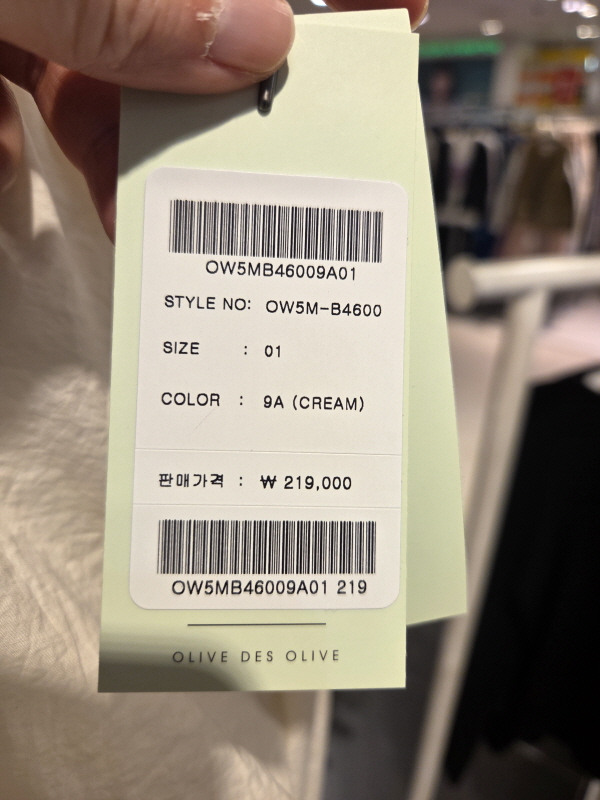 OW5MB46009A01
STYLE NO: OW5M-B4600
SIZE : 01
COLOR : 9A (CREAM)
판매가격 : ₩ 219,000
OW5MB46009A01 219
OLIVE DES OLIVE